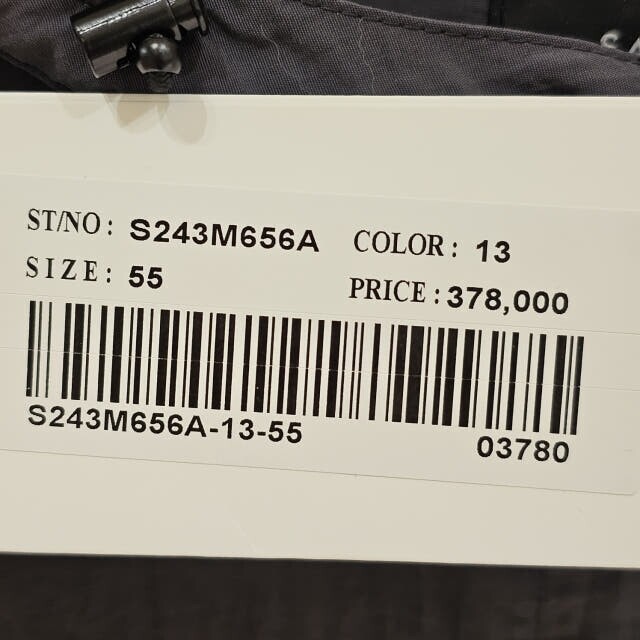 ST/NO: S243M656A COLOR: 13
SIZE: 55 PRICE: 378,000
S243M656A-13-55 03780